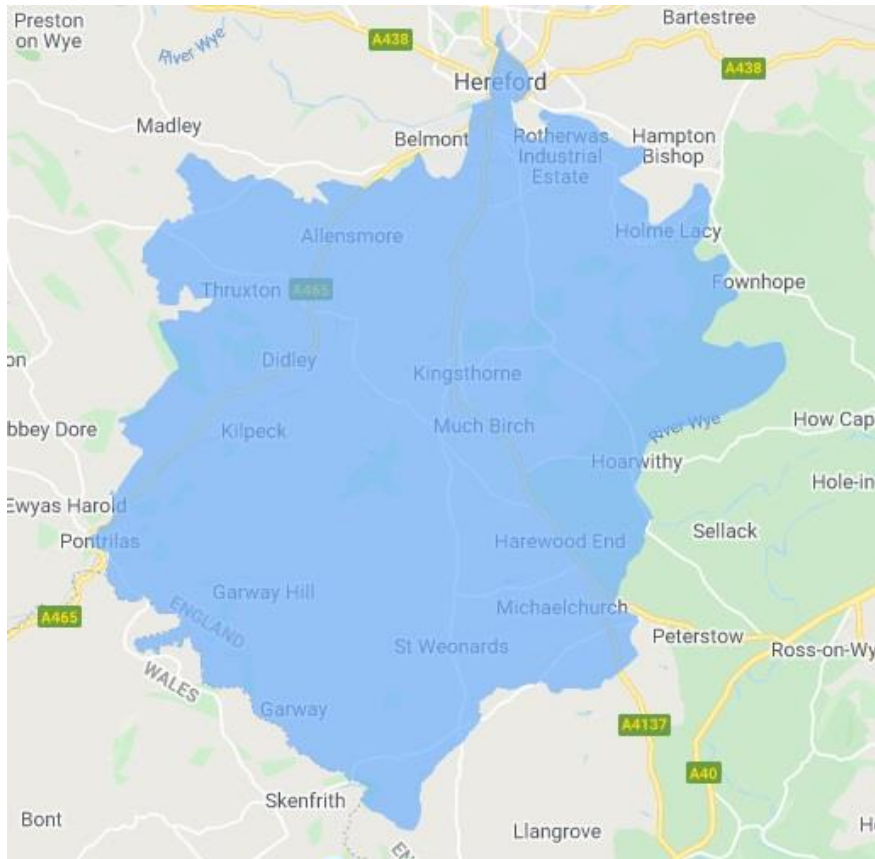 Preston
on Wye
Bartestree
A438
River Wye
Hereford
A438
Madley
Belmont
Rotherwas
Industrial
Estate
Hampton
Bishop
Allensmore
Holme Lacy
Thruxton
A465
Fownhope
on
Didley
Kingsthorne
bbey Dore
Kilpeck
Much Birch
River Wye
How Cap
Hoarwithy
Hole-in
Ewyas Harold
Sellack
Pontrilas
Harewood End
Garway Hill
Michaelchurch
A465
ENGLAND
St Weonards
Peterstow
Ross-on-Wy
WALES
Garway
A4137
A40
Skenfrith
Bont
Llangrove
EN
H